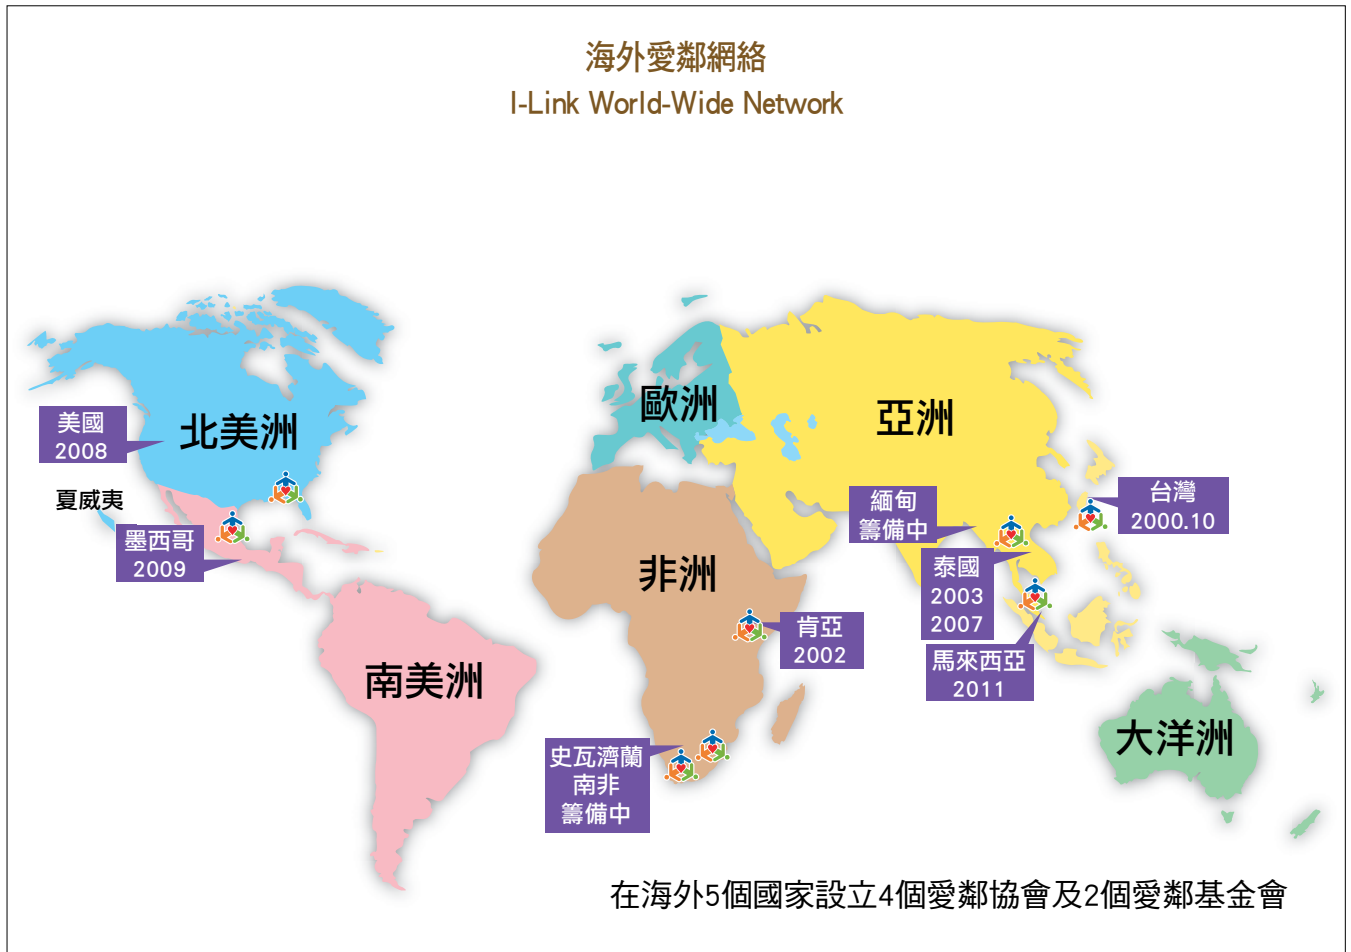 海外愛鄰網絡
I-Link World-Wide Network
歐洲
北美洲
亞洲
美國
2008
夏威夷
墨西哥
2009
緬甸
籌備中
台灣
2000.10
泰國
2003
2007
非洲
肯亞
2002
馬來西亞
2011
南美洲
大洋洲
史瓦濟蘭
南非
籌備中
在海外5個國家設立4個愛鄰協會及2個愛鄰基金會